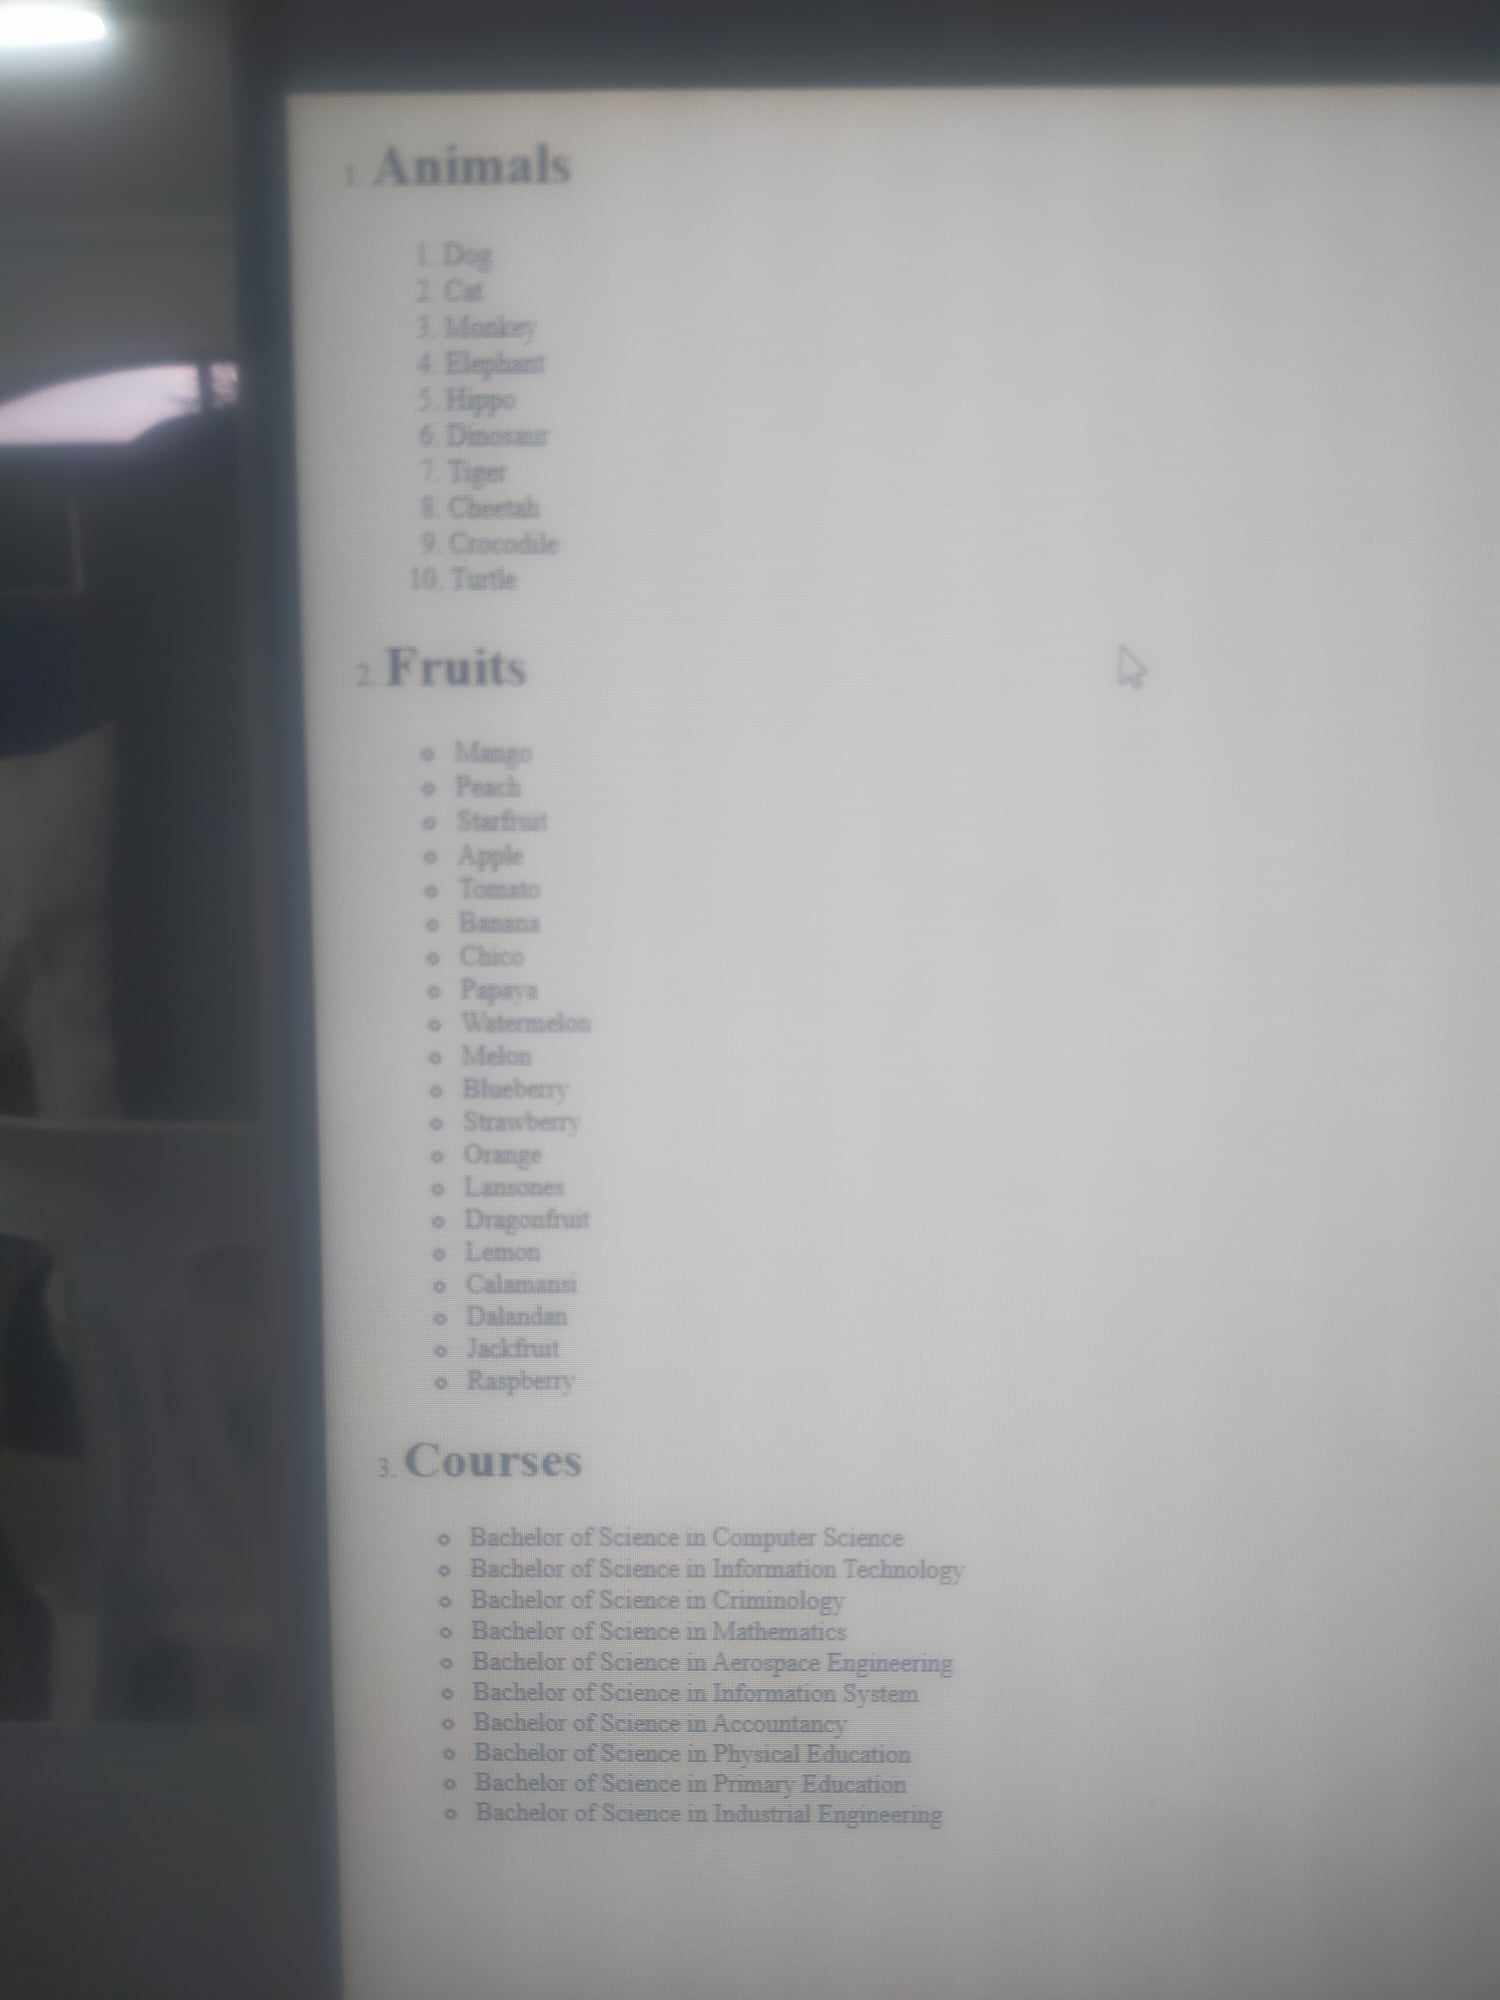 1. Animals
1. Dog
2. Cat
3. Monkey
4. Elephant
5. Hippo
6. Dinosaur
7. Tiger
8. Cheetah
9. Crocodile
10. Turtle
2. Fruits
Mango
Peach
Starfruit
Apple
Tomato
Banana
Chico
Papaya
Watermelon
Melon
Blueberry
Strawberry
Orange
Lansones
Dragonfruit
Lemon
Calamansi
Dalandan
Jackfruit
Raspberry
3. Courses
Bachelor of Science in Computer Science
Bachelor of Science in Information Technology
Bachelor of Science in Criminology
Bachelor of Science in Mathematics
Bachelor of Science in Aerospace Engineering
Bachelor of Science in Information System
Bachelor of Science in Accountancy
Bachelor of Science in Physical Education
Bachelor of Science in Primary Education
Bachelor of Science in Industrial Engineering